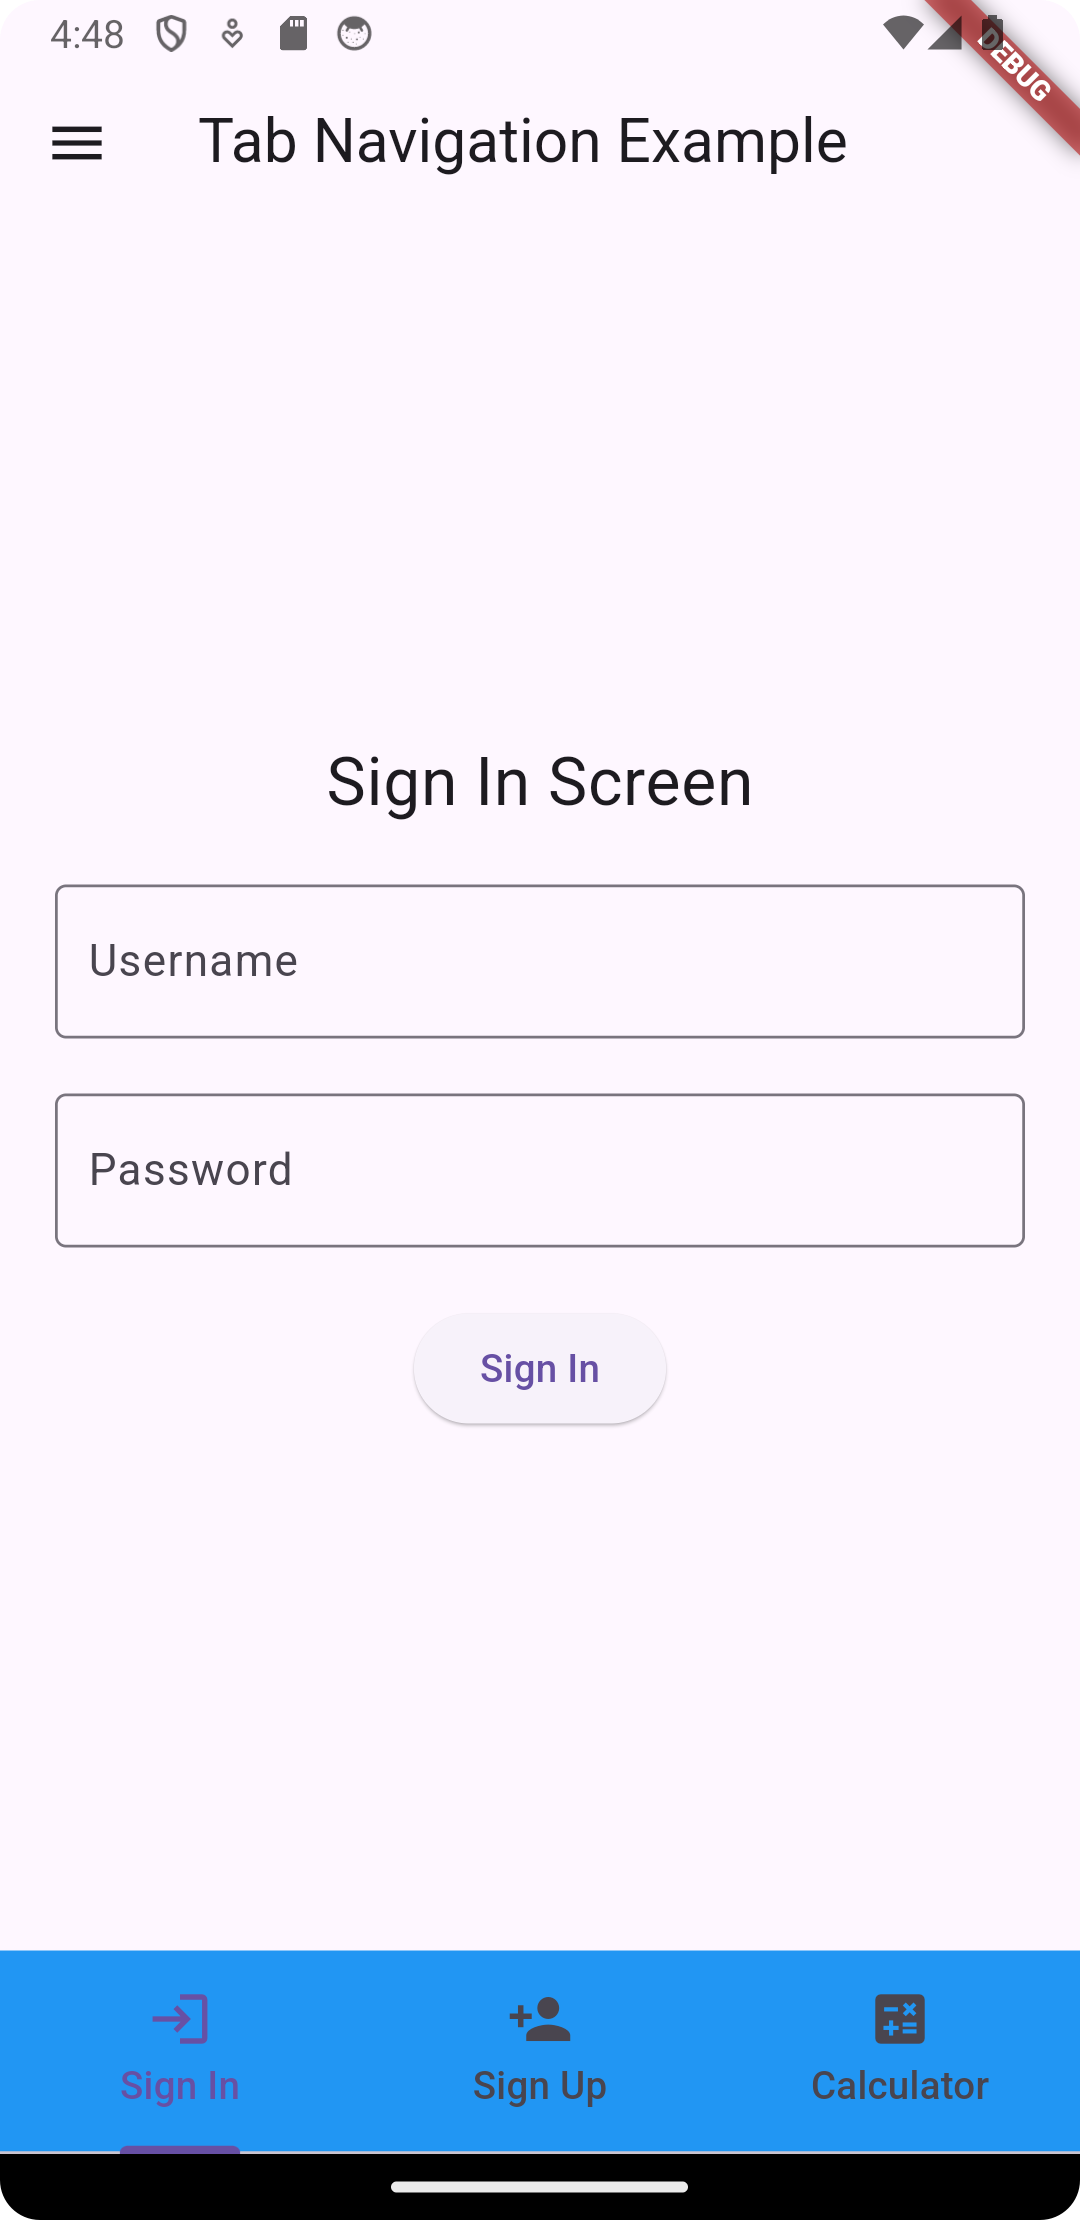 4:48
DEBUG
Tab Navigation Example
Sign In Screen
Username
Password
Sign In
Sign In
Sign Up
Calculator